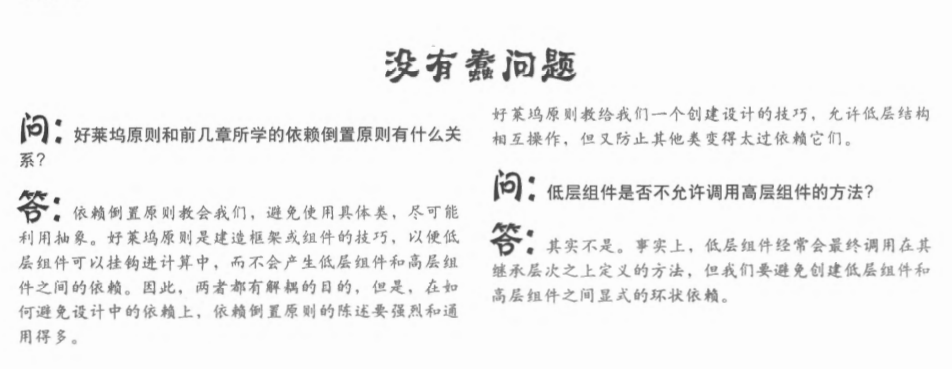 没有蠢问题
问：好莱坞原则和前几章所学的依赖倒置原则有什么关
系？
答：依赖倒置原则教会我们，避免使用具体类，尽可能
利用抽象。好莱坞原则是建造框架或组件的技巧，以便低
层组件可以挂钩进计算中，而不会产生低层组件和高层组
件之间的依赖。因此，两者都有解耦的目的，但是，在如
何避免设计中的依赖上，依赖倒置原则的陈述要强烈和通
用得多。
好莱坞原则教给我们一个创建设计的技巧，允许低层结构
相互操作，但又防止其他类变得太过依赖它们。
问：低层组件是否不允许调用高层组件的方法？
答：其实不是。事实上，低层组件经常会最终调用在其
继承层次之上定义的方法，但我们要避免创建低层组件和
高层组件之间显式的环状依赖。